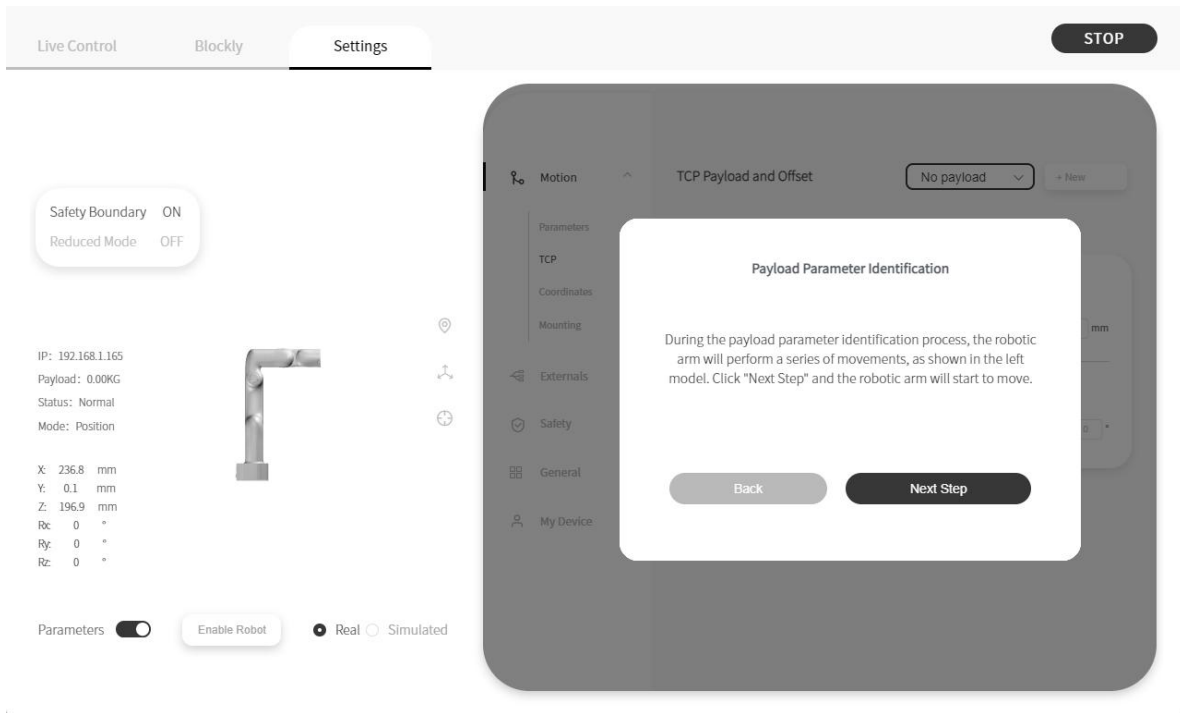 Live Control
Blockly
Settings
STOP
Safety Boundary ON
Reduced Mode OFF
IP: 192.168.1.165
Payload: 0.00KG
Status: Normal
Mode: Position
X: 236.8 mm
Y: 0.1 mm
Z: 196.9 mm
Rx: 0 °
Ry: 0 °
Rz: 0 °
Parameters
Enable Robot
Real
Simulated
Motion
Parameters
TCP
Coordinates
Mounting
Externals
Safety
General
My Device
TCP Payload and Offset
No payload
+ New
mm
0 °
Payload Parameter Identification
During the payload parameter identification process, the robotic
arm will perform a series of movements, as shown in the left
model. Click "Next Step" and the robotic arm will start to move.
Back
Next Step